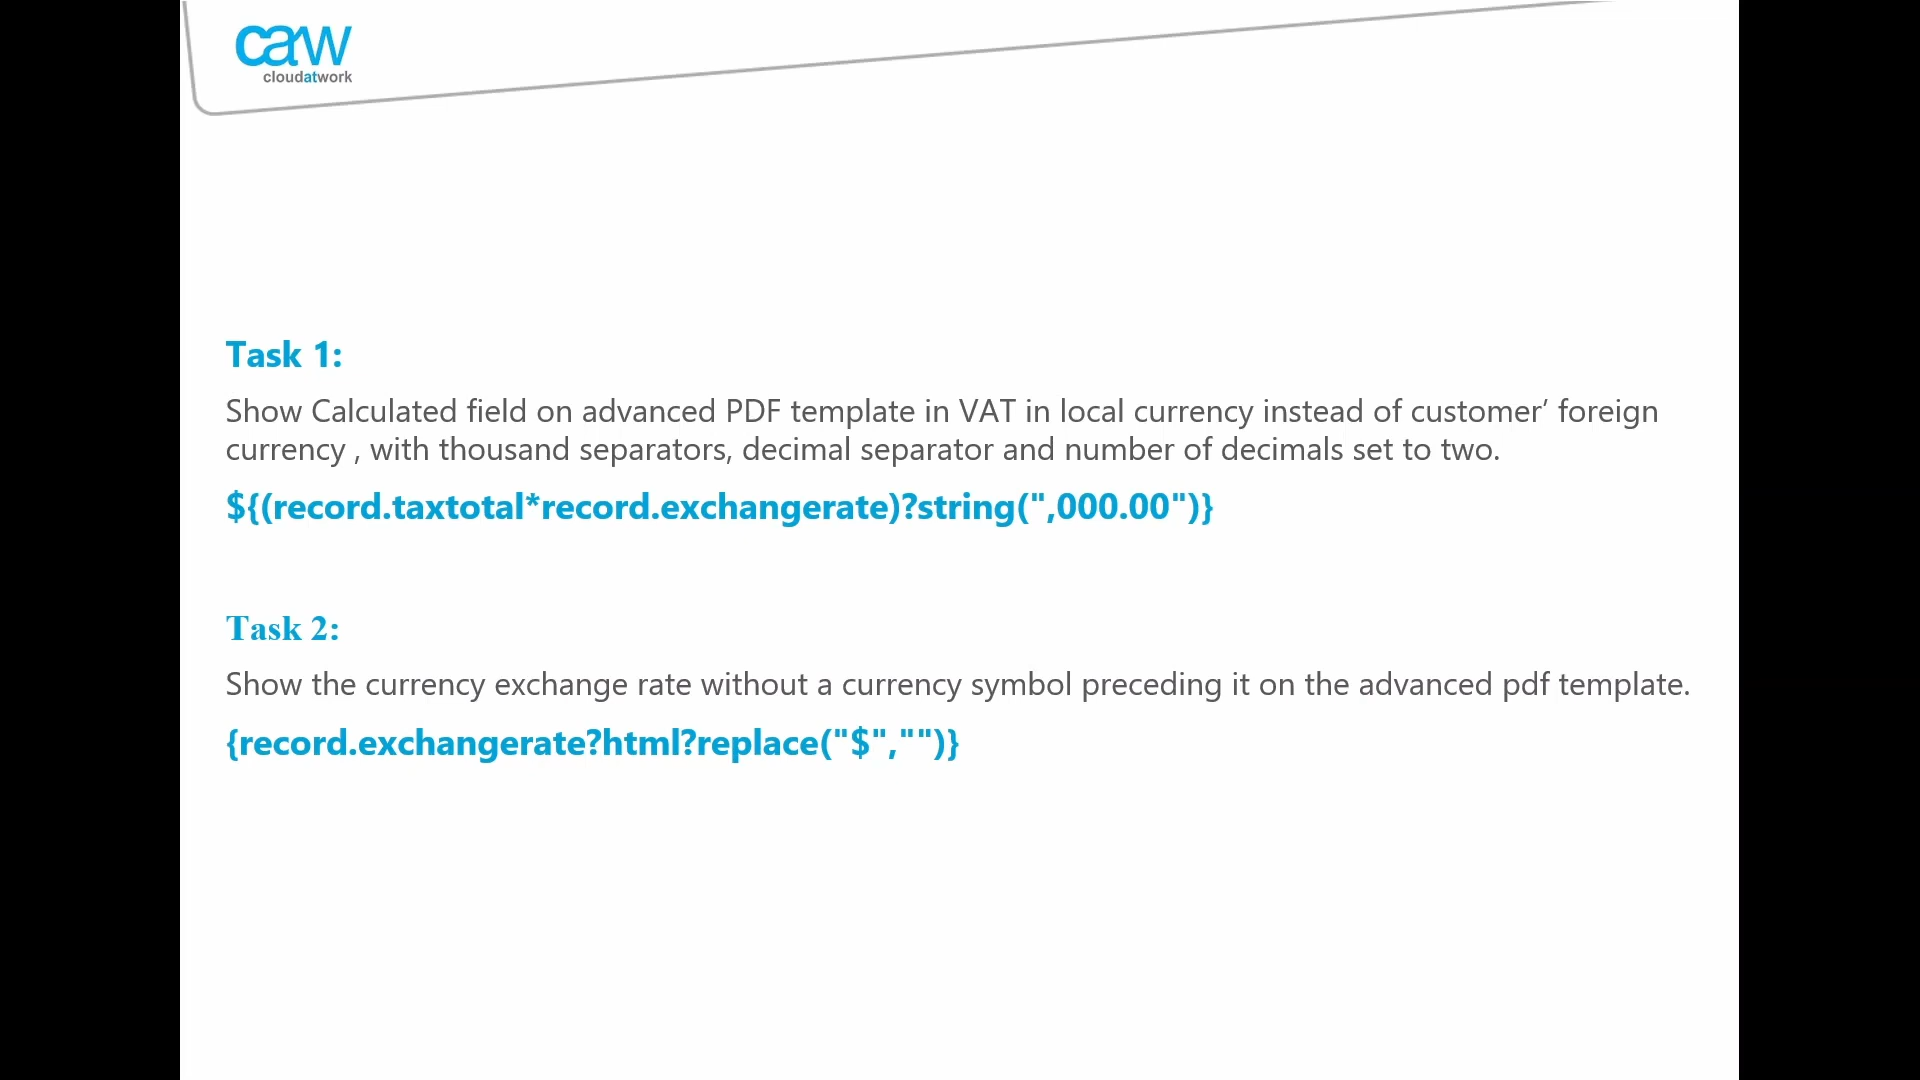 caw
cloudatwork
Task 1:
Show Calculated field on advanced PDF template in VAT in local currency instead of customer’ foreign
currency , with thousand separators, decimal separator and number of decimals set to two.
${(record.taxtotal*record.exchangerate)?string(",000.00")}
Task 2:
Show the currency exchange rate without a currency symbol preceding it on the advanced pdf template.
{record.exchangerate?html?replace("$","")}